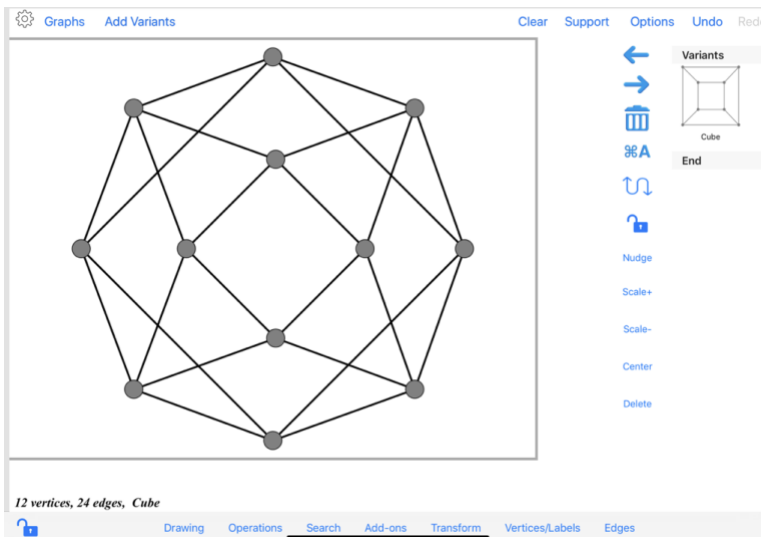 Graphs Add Variants Clear Support Options Undo
Variants
⌘A
Cube
End
Nudge
Scale+
Scale-
Center
Delete
12 vertices, 24 edges, Cube
Drawing Operations Search Add-ons Transform Vertices/Labels Edges